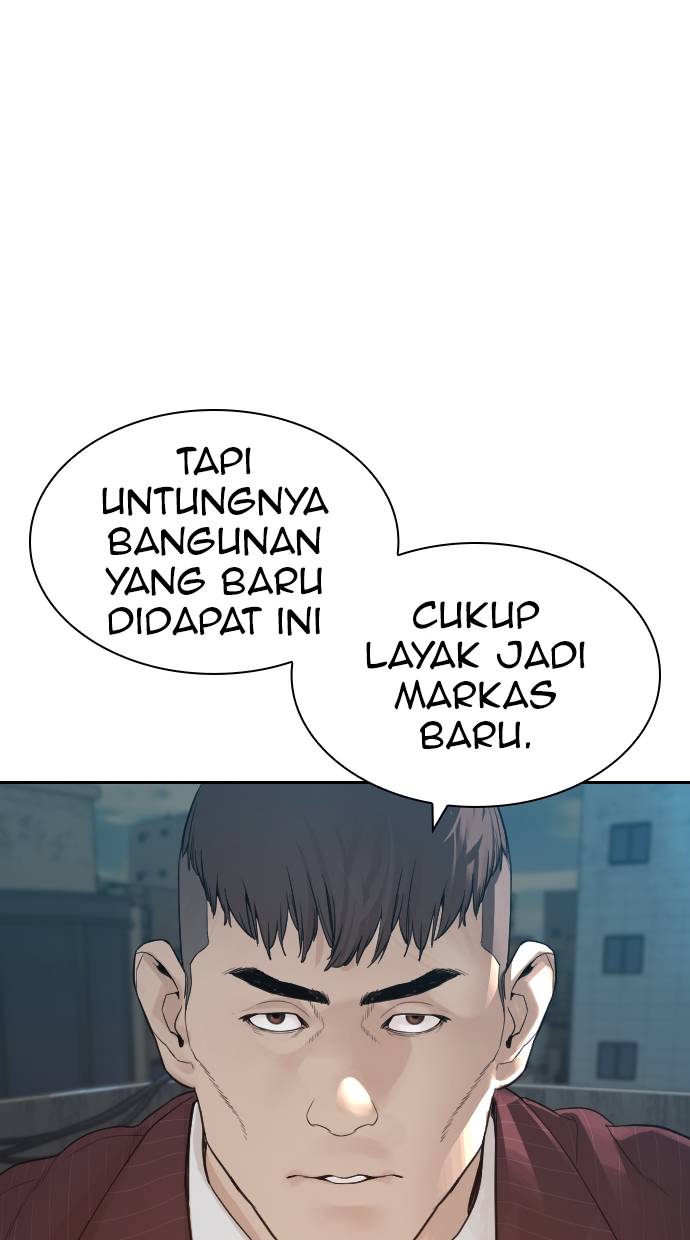 TAPI
UNTUNGNYA
BANGUNAN
YANG BARU
DIDAPAT INI
CUKUP
LAYAK JADI
MARKAS
BARU.